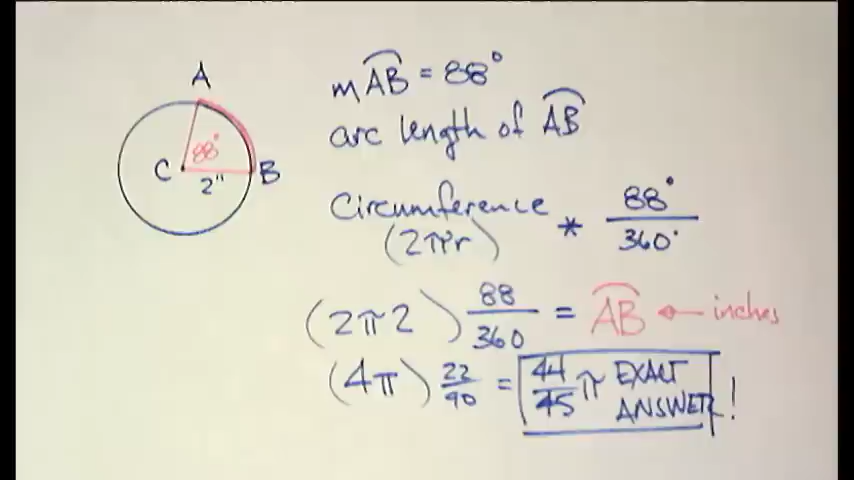 A
88°
C
B
2"
m AB = 88°
arc length of AB
Circumference * 88° / 360°
(2πr)
(2π2) 88/360 = AB ← inches
(4π) 22/90 = 44/45 π EXACT
ANSWER!